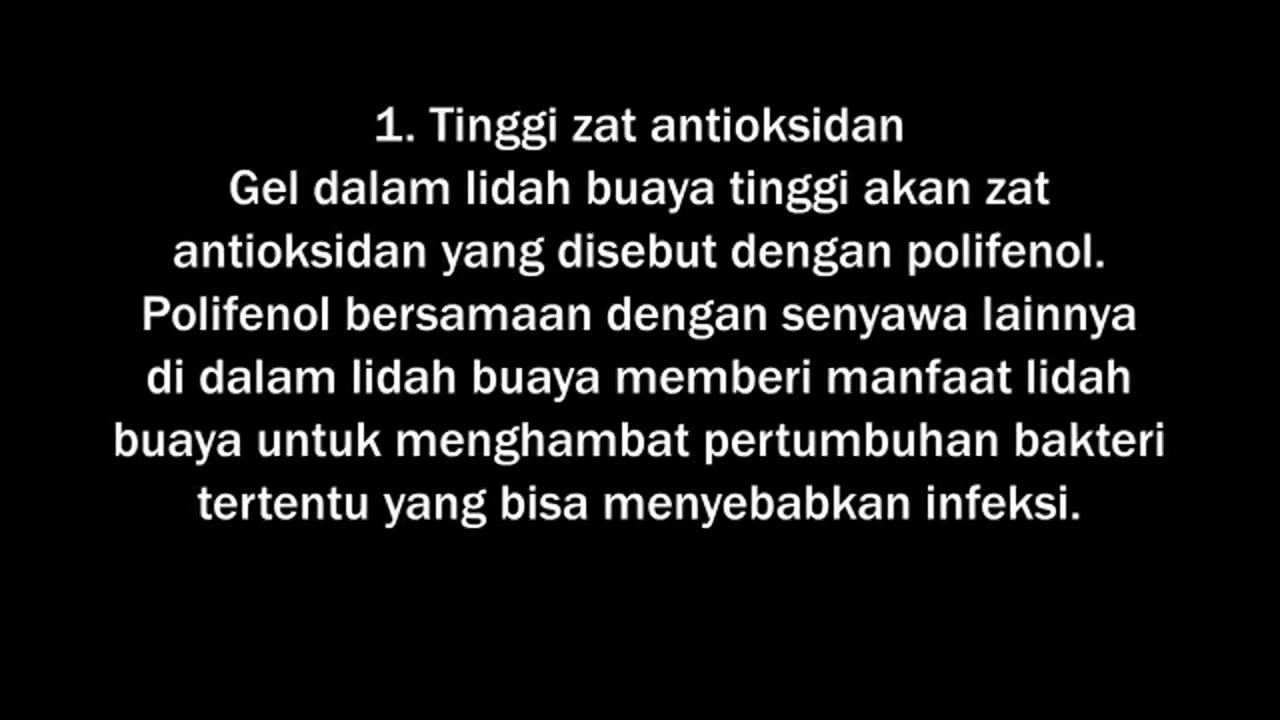 1. Tinggi zat antioksidan
Gel dalam lidah buaya tinggi akan zat
antioksidan yang disebut dengan polifenol.
Polifenol bersamaan dengan senyawa lainnya
di dalam lidah buaya memberi manfaat lidah
buaya untuk menghambat pertumbuhan bakteri
tertentu yang bisa menyebabkan infeksi.